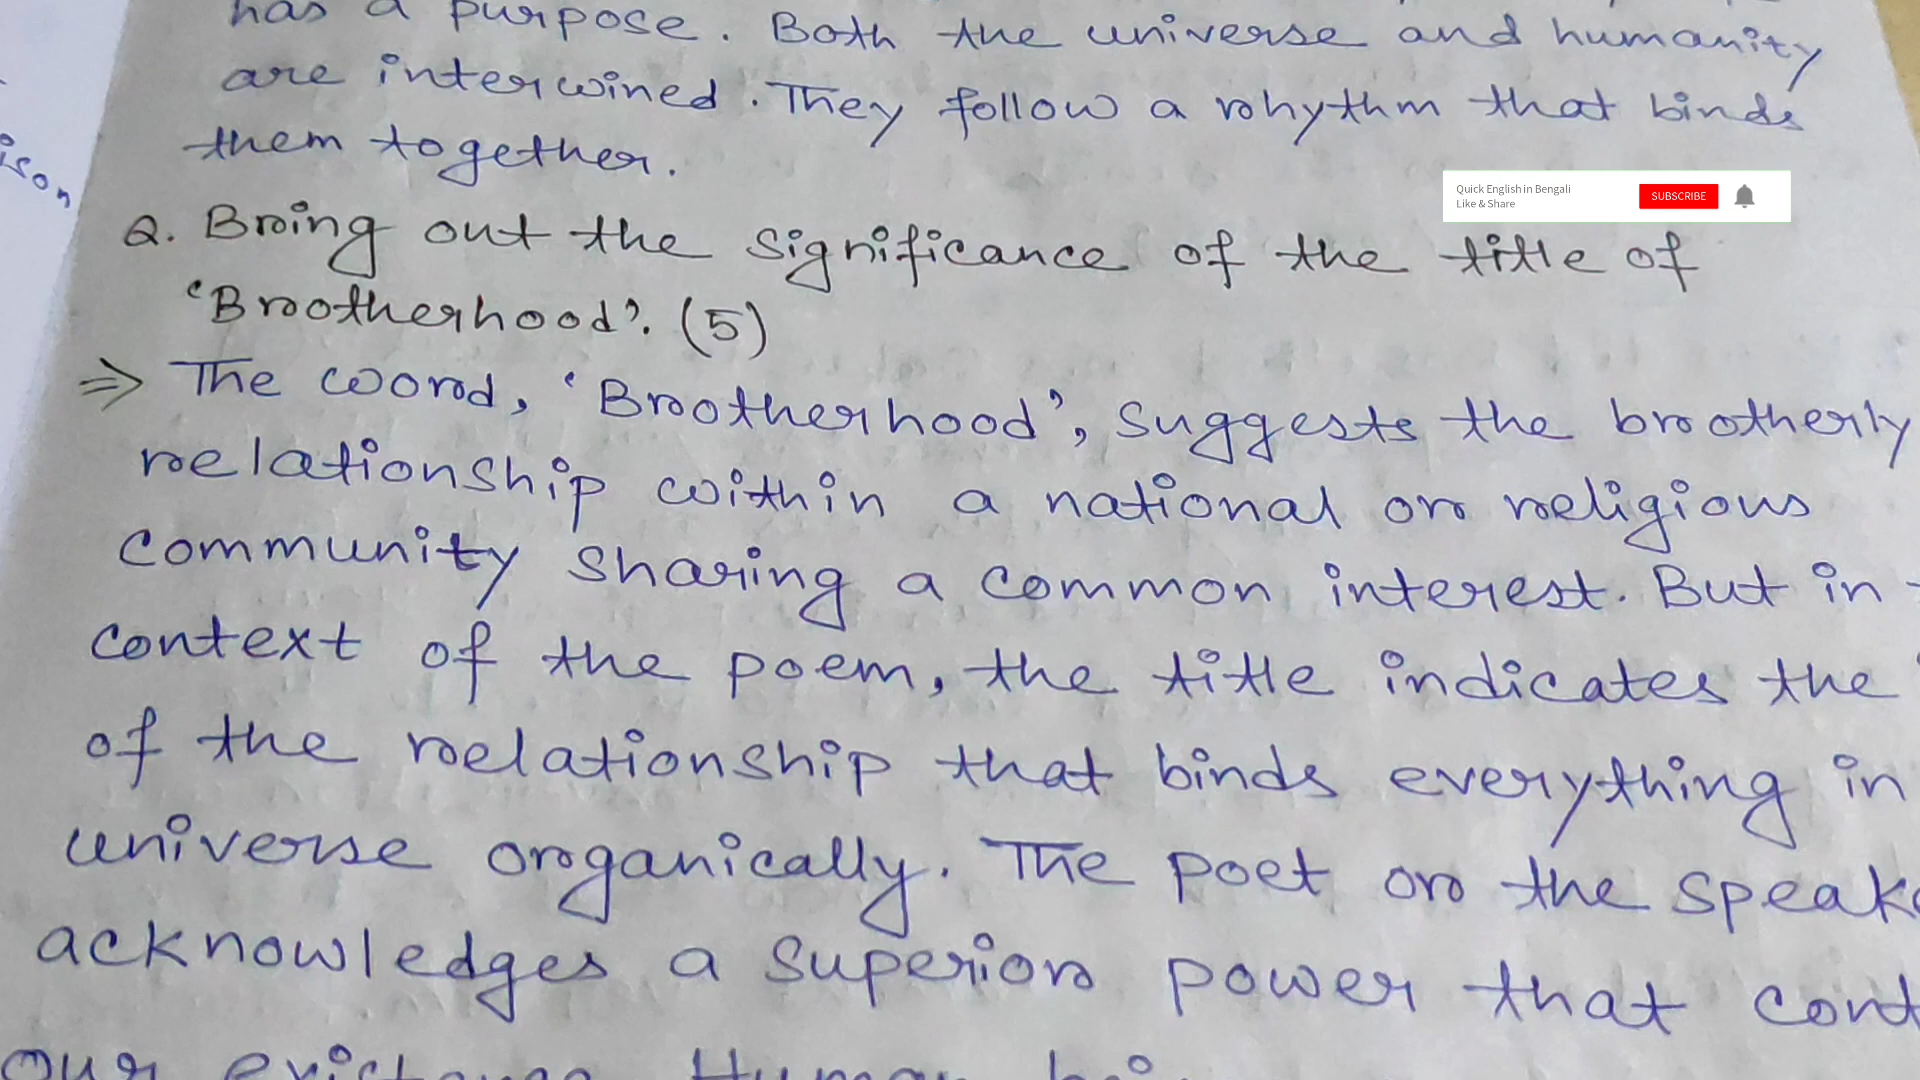 has a purpose. Both the universe and humanity
are interwined. They follow a rhythm that binds
them together.
ison
Quick English in Bengali
Like & Share
SUBSCRIBE
Q. Bring out the significance of the title of
'Brotherhood'. (5)
⇒ The word, 'Brotherhood', suggests the brotherly
relationship within a national or religious
community sharing a common interest. But in
context of the poem, the title indicates the
of the relationship that binds everything in
universe organically. The poet or the speak
acknowledges a superior power that cont
our existence Human